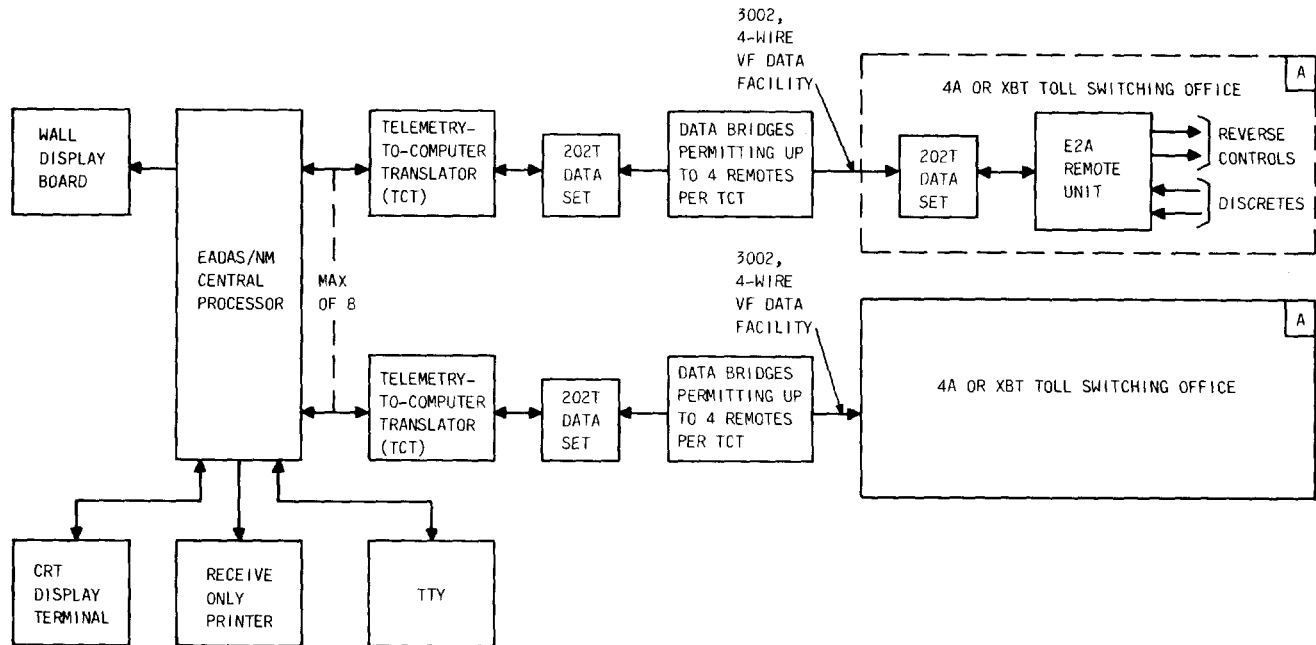 3002,
4-WIRE
VF DATA
FACILITY
A
4A OR XBT TOLL SWITCHING OFFICE
WALL
DISPLAY
BOARD
EADAS/NM
CENTRAL
PROCESSOR
MAX
OF 8
TELEMETRY-
TO-COMPUTER
TRANSLATOR
(TCT)
202T
DATA
SET
DATA BRIDGES
PERMITTING UP
TO 4 REMOTES
PER TCT
202T
DATA
SET
E2A
REMOTE
UNIT
REVERSE
CONTROLS
DISCRETES
3002,
4-WIRE
VF DATA
FACILITY
TELEMETRY-
TO-COMPUTER
TRANSLATOR
(TCT)
202T
DATA
SET
DATA BRIDGES
PERMITTING UP
TO 4 REMOTES
PER TCT
A
4A OR XBT TOLL SWITCHING OFFICE
CRT
DISPLAY
TERMINAL
RECEIVE
ONLY
PRINTER
TTY